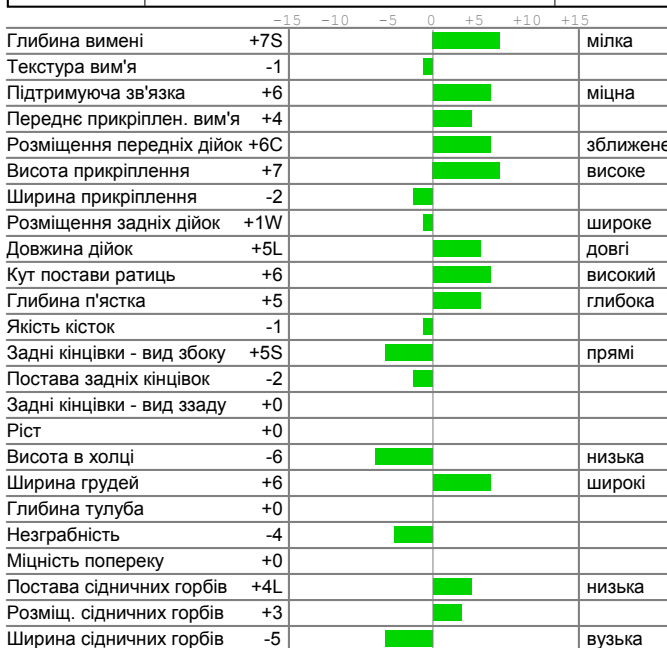 -15 -10 -5 0 +5 +10 +15
Глибина вимені +7S мілка
Текстура вим'я -1
Підтримуюча зв'язка +6 міцна
Переднє прикріплен. вим'я +4
Розміщення передніх дійок +6C зближене
Висота прикріплення +7 високе
Ширина прикріплення -2
Розміщення задніх дійок +1W широке
Довжина дійок +5L довгі
Кут постави ратиць +6 високий
Глибина п'ястка +5 глибока
Якість кісток -1
Задні кінцівки - вид збоку +5S прямі
Постава задніх кінцівок -2
Задні кінцівки - вид ззаду +0
Ріст +0
Висота в холці -6 низька
Ширина грудей +6 широкі
Глибина тулуба +0
Незграбність -4
Міцність попереку +0
Постава сідничних горбів +4L низька
Розміщ. сідничних горбів +3
Ширина сідничних горбів -5 вузька